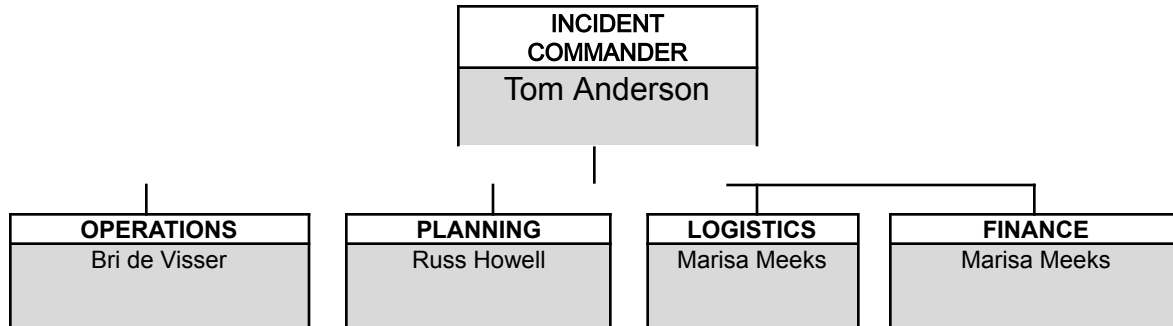 INCIDENT
COMMANDER
Tom Anderson
OPERATIONS
Bri de Visser
PLANNING
Russ Howell
LOGISTICS
Marisa Meeks
FINANCE
Marisa Meeks